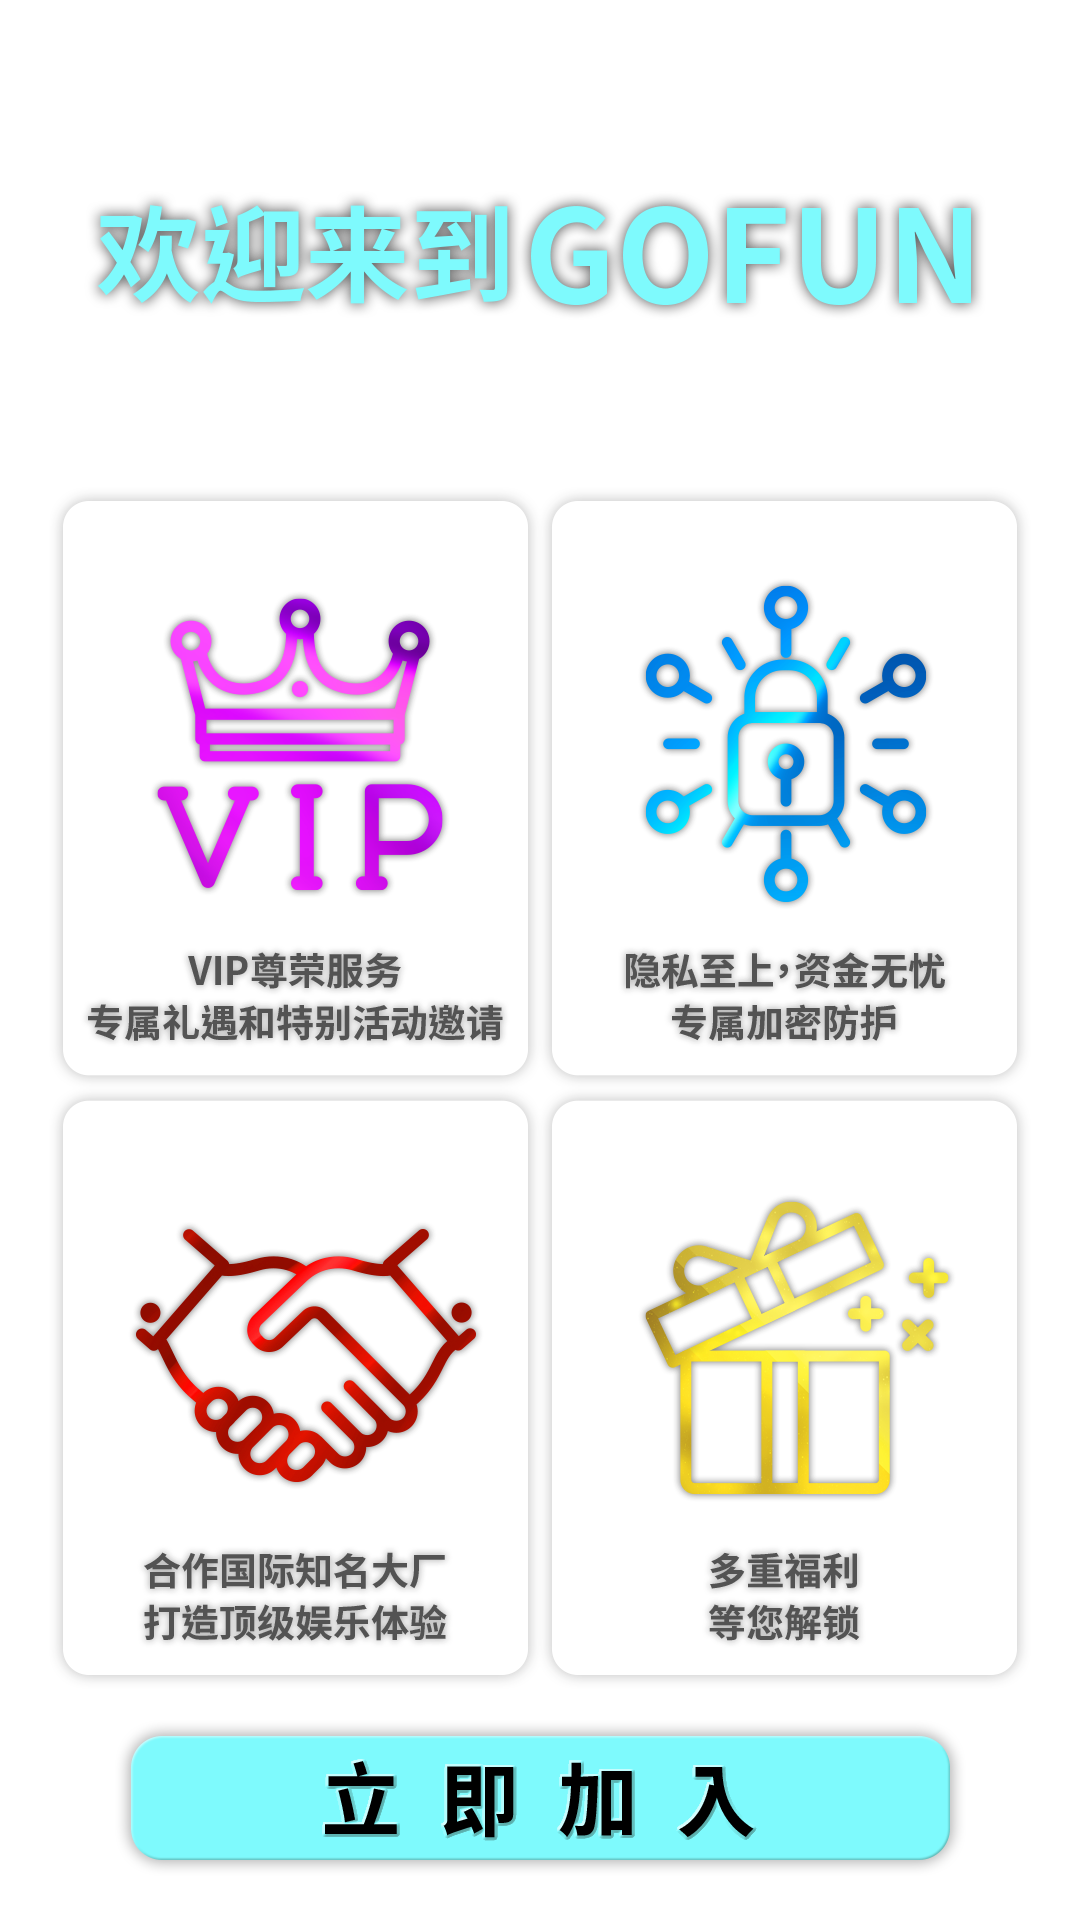 欢迎来到GOFUN
VIP
VIP尊荣服务
专属礼遇和特别活动邀请
隐私至上,资金无忧
专属加密防护
合作国际知名大厂
打造顶级娱乐体验
多重福利
等您解锁
立即加入